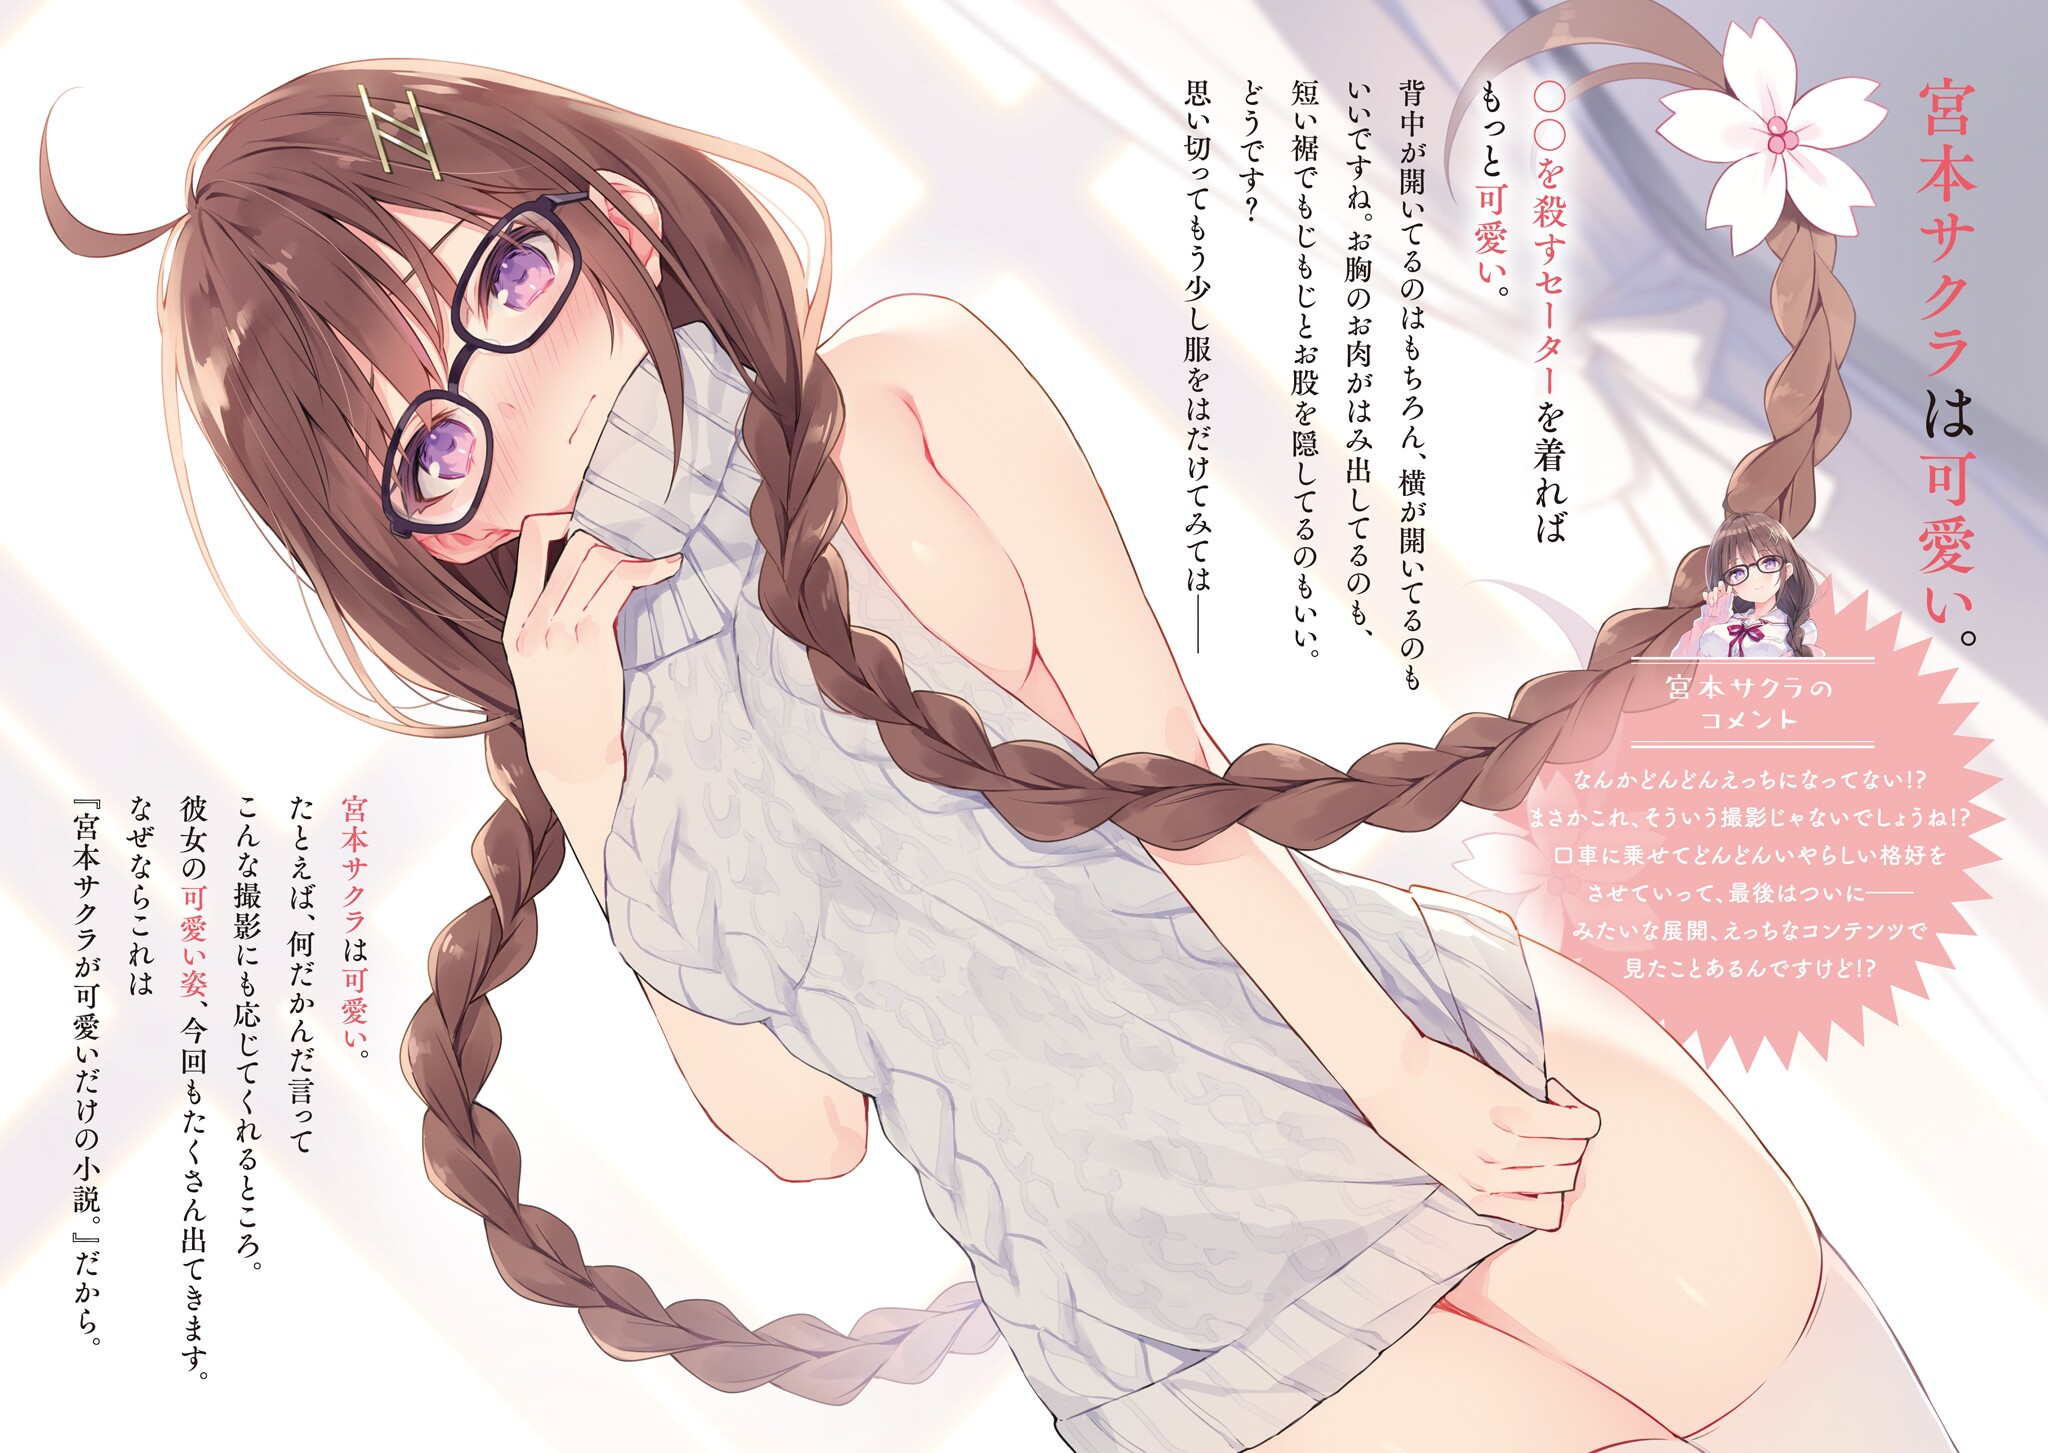 宮本サクラは可愛い。
〇〇を殺すセーターを着れば
もっと可愛い。
背中が開いてるのはもちろん、横が開いてるのも
いいですね。お胸のお肉がはみ出してるのも、
短い裾でもじもじとお股を隠してるのもいい。
どうです?
思い切ってもう少し服をはだけてみては――
宮本サクラの
コメント
なんかどんどんえっちになってない!?
まさかこれ、そういう撮影じゃないでしょうね!?
口車に乗せてどんどんいやらしい格好を
させていって、最後はついに――
みたいな展開、えっちなコンテンツで
見たことあるんですけど!?
宮本サクラは可愛い。
たとえば、何だかんだ言って
こんな撮影にも応じてくれるところ。
彼女の可愛い姿、今回もたくさん出てきます。
なぜならこれは
『宮本サクラが可愛いだけの小説。』だから。